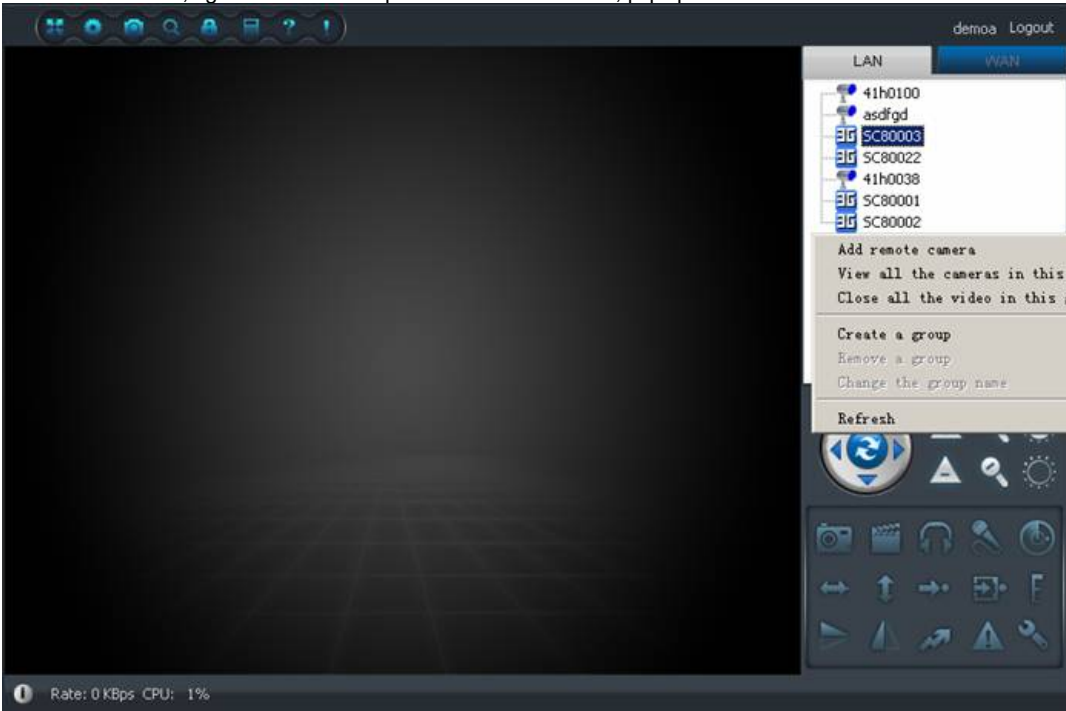 demoa Logout
LAN WAN
41h0100
asdfgd
SC80003
SC80022
41h0038
SC80001
SC80002
Add remote camera
View all the cameras in this
Close all the video in this
Create a group
Remove a group
Change the group name
Refresh
Rate: 0 KBps CPU: 1%